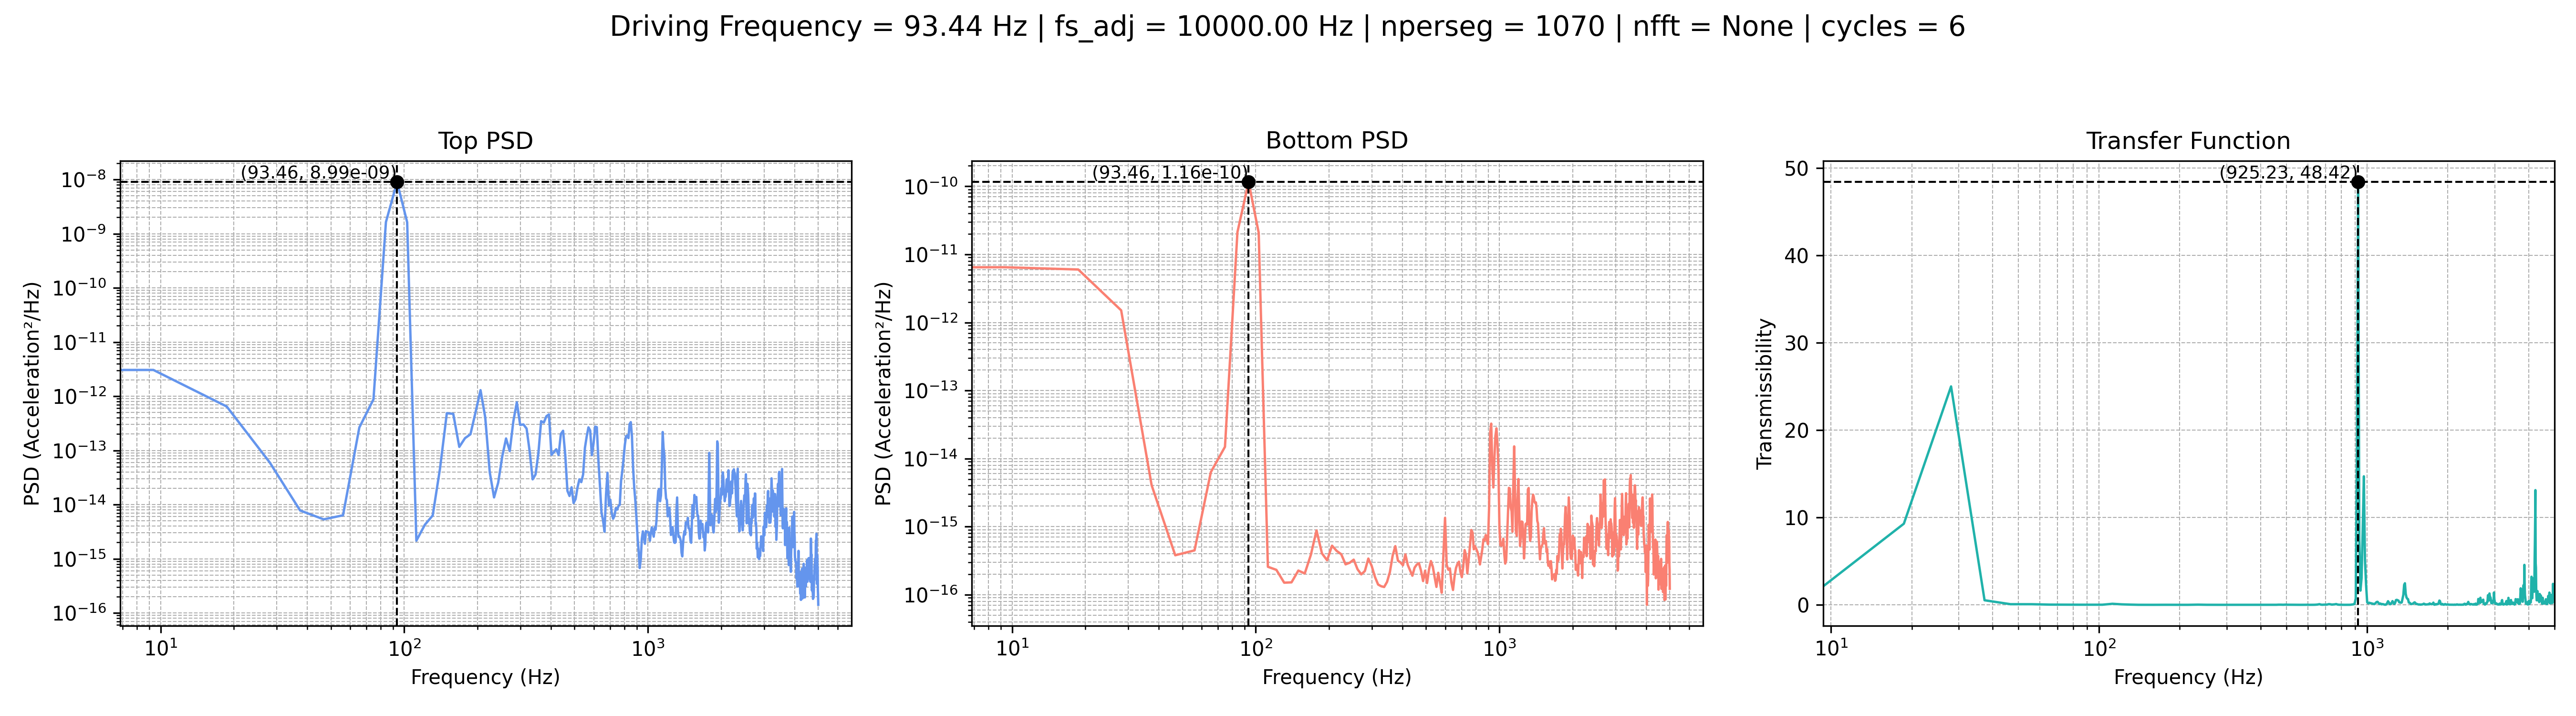 Driving Frequency = 93.44 Hz | fs_adj = 10000.00 Hz | nperseg = 1070 | nfft = None | cycles = 6
Top PSD
(93.46, 8.99e-09)
10⁻⁸
10⁻⁹
10⁻¹⁰
10⁻¹¹
10⁻¹²
10⁻¹³
10⁻¹⁴
10⁻¹⁵
10⁻¹⁶
PSD (Acceleration²/Hz)
10¹
10²
10³
Frequency (Hz)
Bottom PSD
(93.46, 1.16e-10)
10⁻¹⁰
10⁻¹¹
10⁻¹²
10⁻¹³
10⁻¹⁴
10⁻¹⁵
10⁻¹⁶
PSD (Acceleration²/Hz)
10¹
10²
10³
Frequency (Hz)
Transfer Function
(925.23, 48.42)
50
40
30
20
10
0
Transmissibility
10¹
10²
10³
Frequency (Hz)